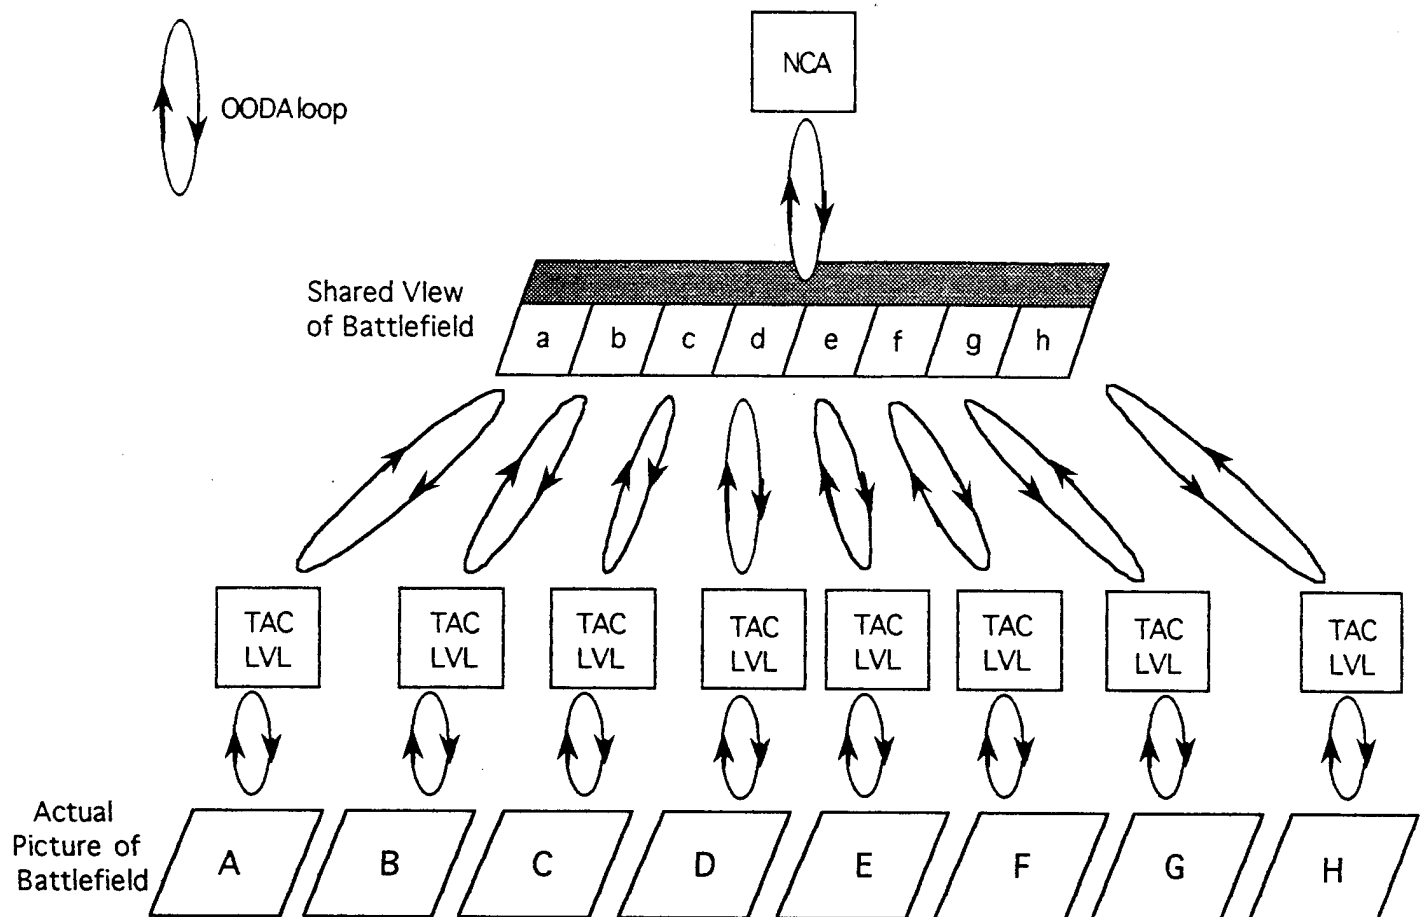 NCA
OODA loop
Shared View
of Battlefield
a b c d e f g h
TAC TAC TAC TAC TAC TAC TAC TAC
LVL LVL LVL LVL LVL LVL LVL LVL
Actual
Picture of
Battlefield
A B C D E F G H